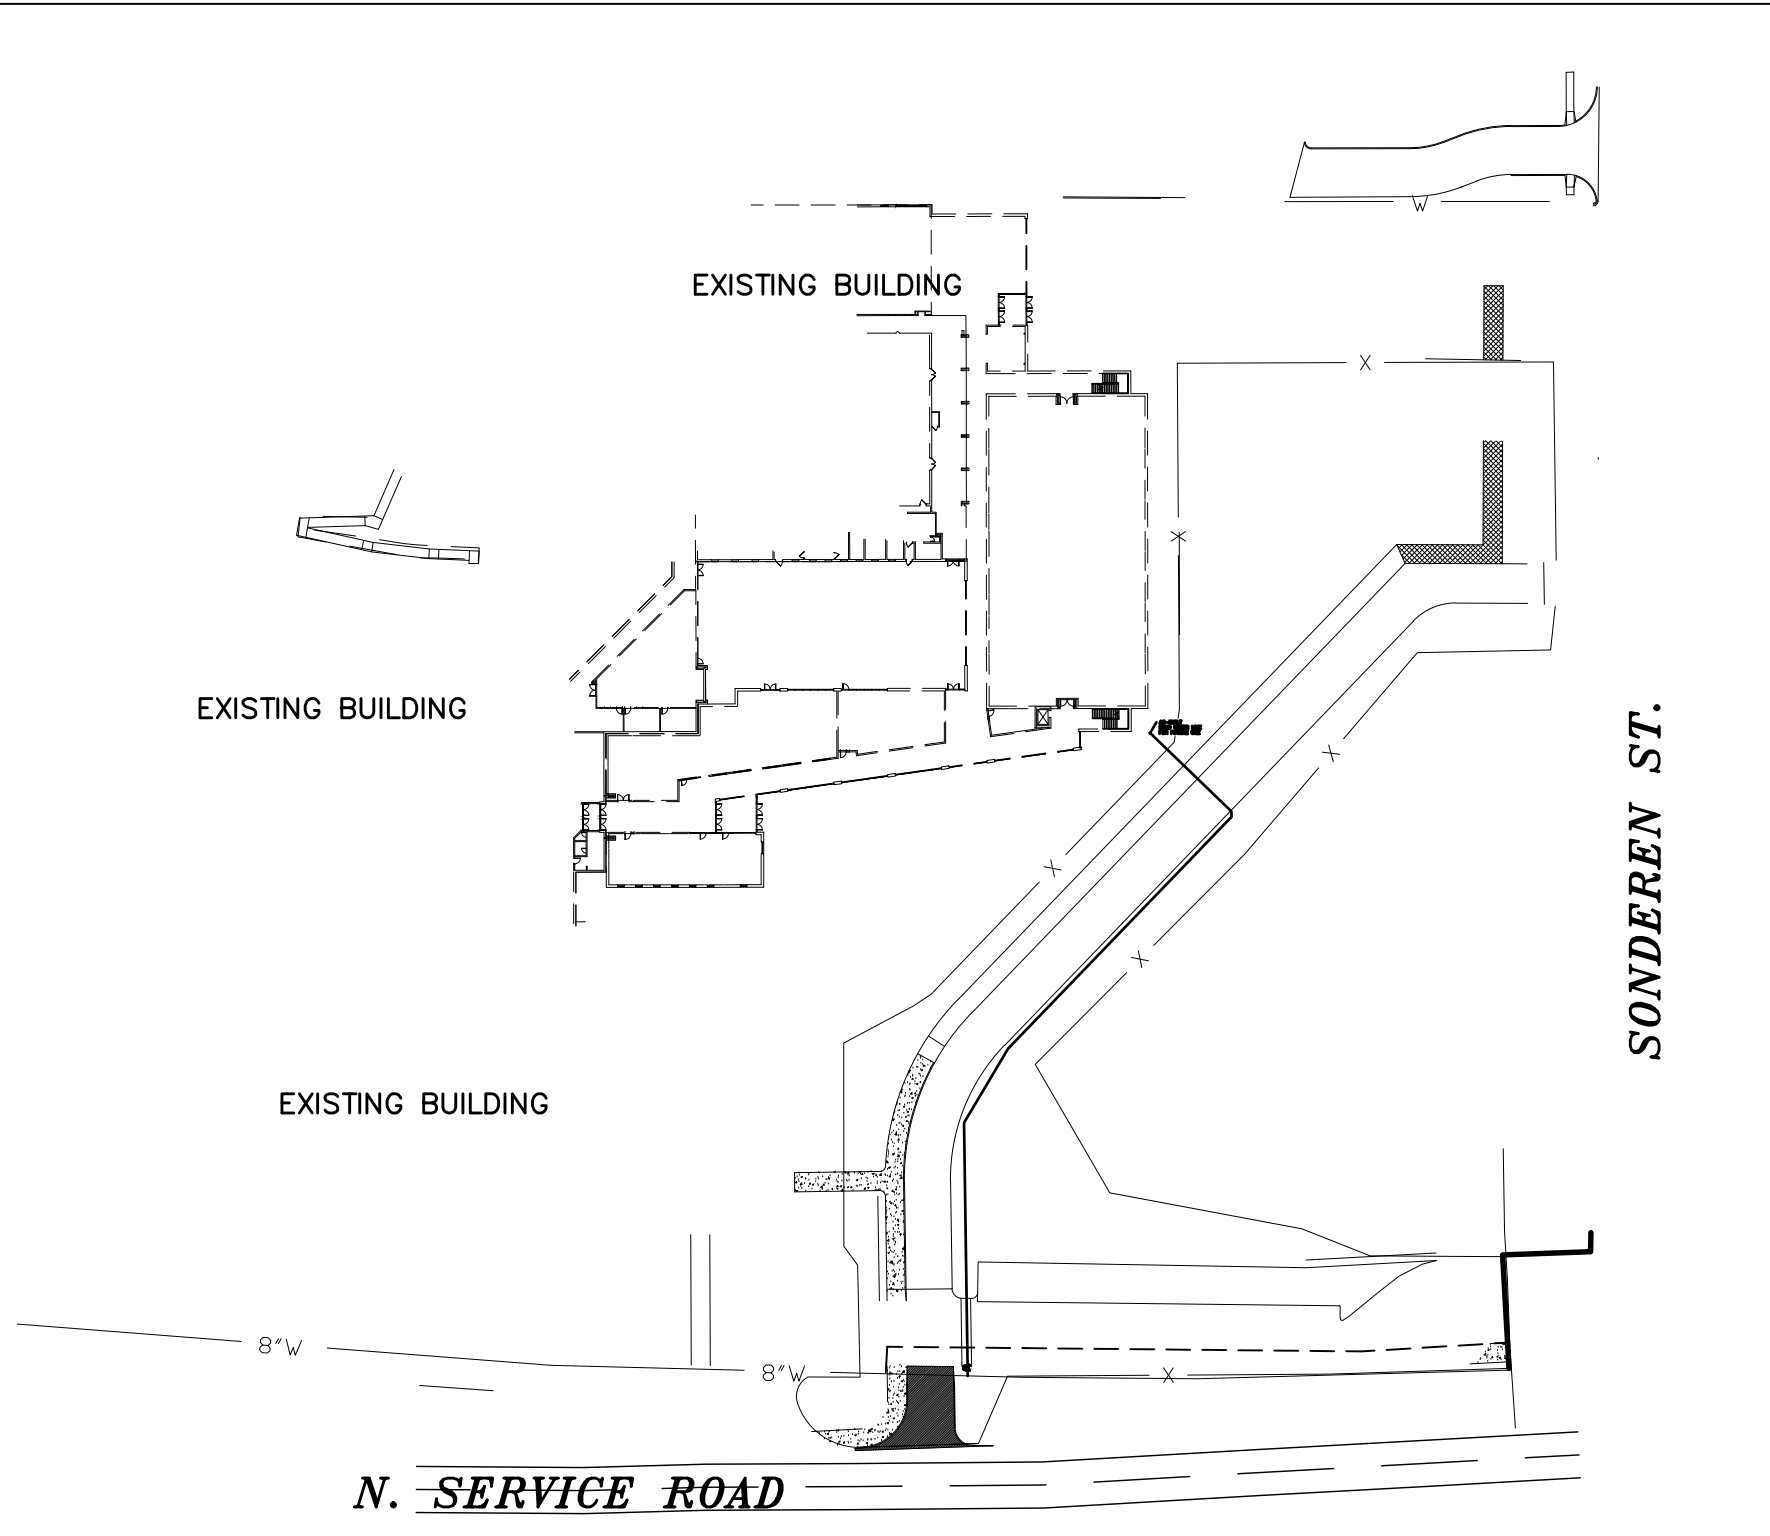 W
EXISTING BUILDING
X
X
EXISTING BUILDING
X
SONDEREN ST.
X
X
EXISTING BUILDING
8"W
8"W
X
N. SERVICE ROAD